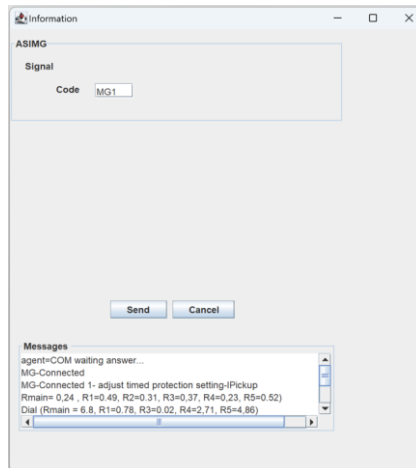 Information
ASIMG
Signal
Code MG1
Send Cancel
Messages
agent=COM waiting answer...
MG-Connected
MG-Connected 1- adjust timed protection setting-IPickup
Rmain= 0,24 , R1=0.49, R2=0.31, R3=0,37, R4=0,23, R5=0.52)
Dial (Rmain = 6.8, R1=0.78, R3=0.02, R4=2,71, R5=4,86)